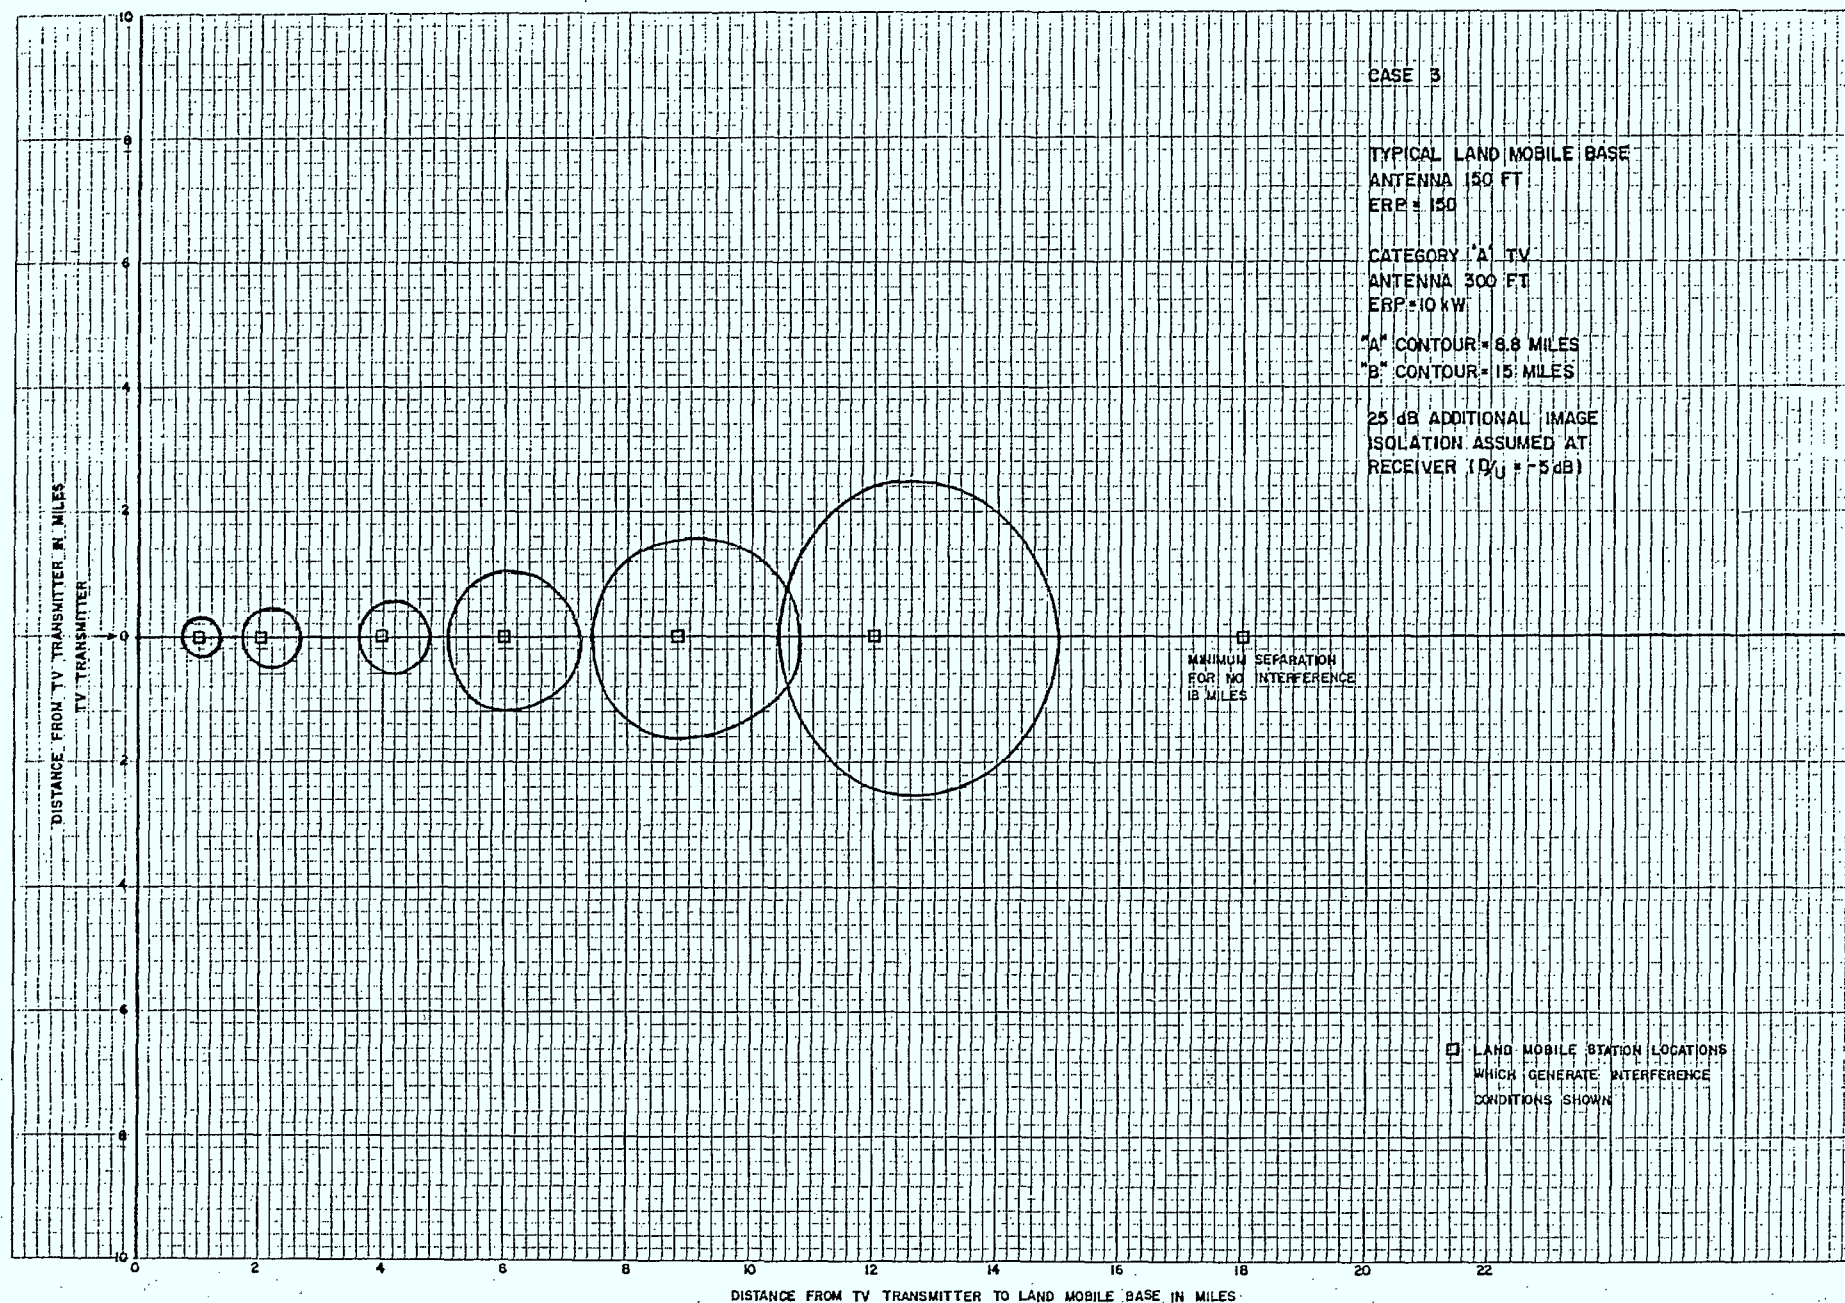 CASE 3
TYPICAL LAND MOBILE BASE
ANTENNA 150 FT
ERP = 150
CATEGORY "A" TV
ANTENNA 300 FT
ERP = 10 kW
"A" CONTOUR = 8.8 MILES
"B" CONTOUR = 15 MILES
25 dB ADDITIONAL IMAGE
ISOLATION ASSUMED AT
RECEIVER (D/U = -5 dB)
10
8
6
4
2
0
2
4
6
8
10
DISTANCE FROM TV TRANSMITTER IN MILES
TV TRANSMITTER
MINIMUM SEPARATION
FOR NO INTERFERENCE
18 MILES
LAND MOBILE STATION LOCATIONS
WHICH GENERATE INTERFERENCE
CONDITIONS SHOWN
0 2 4 6 8 10 12 14 16 18 20 22
DISTANCE FROM TV TRANSMITTER TO LAND MOBILE BASE IN MILES